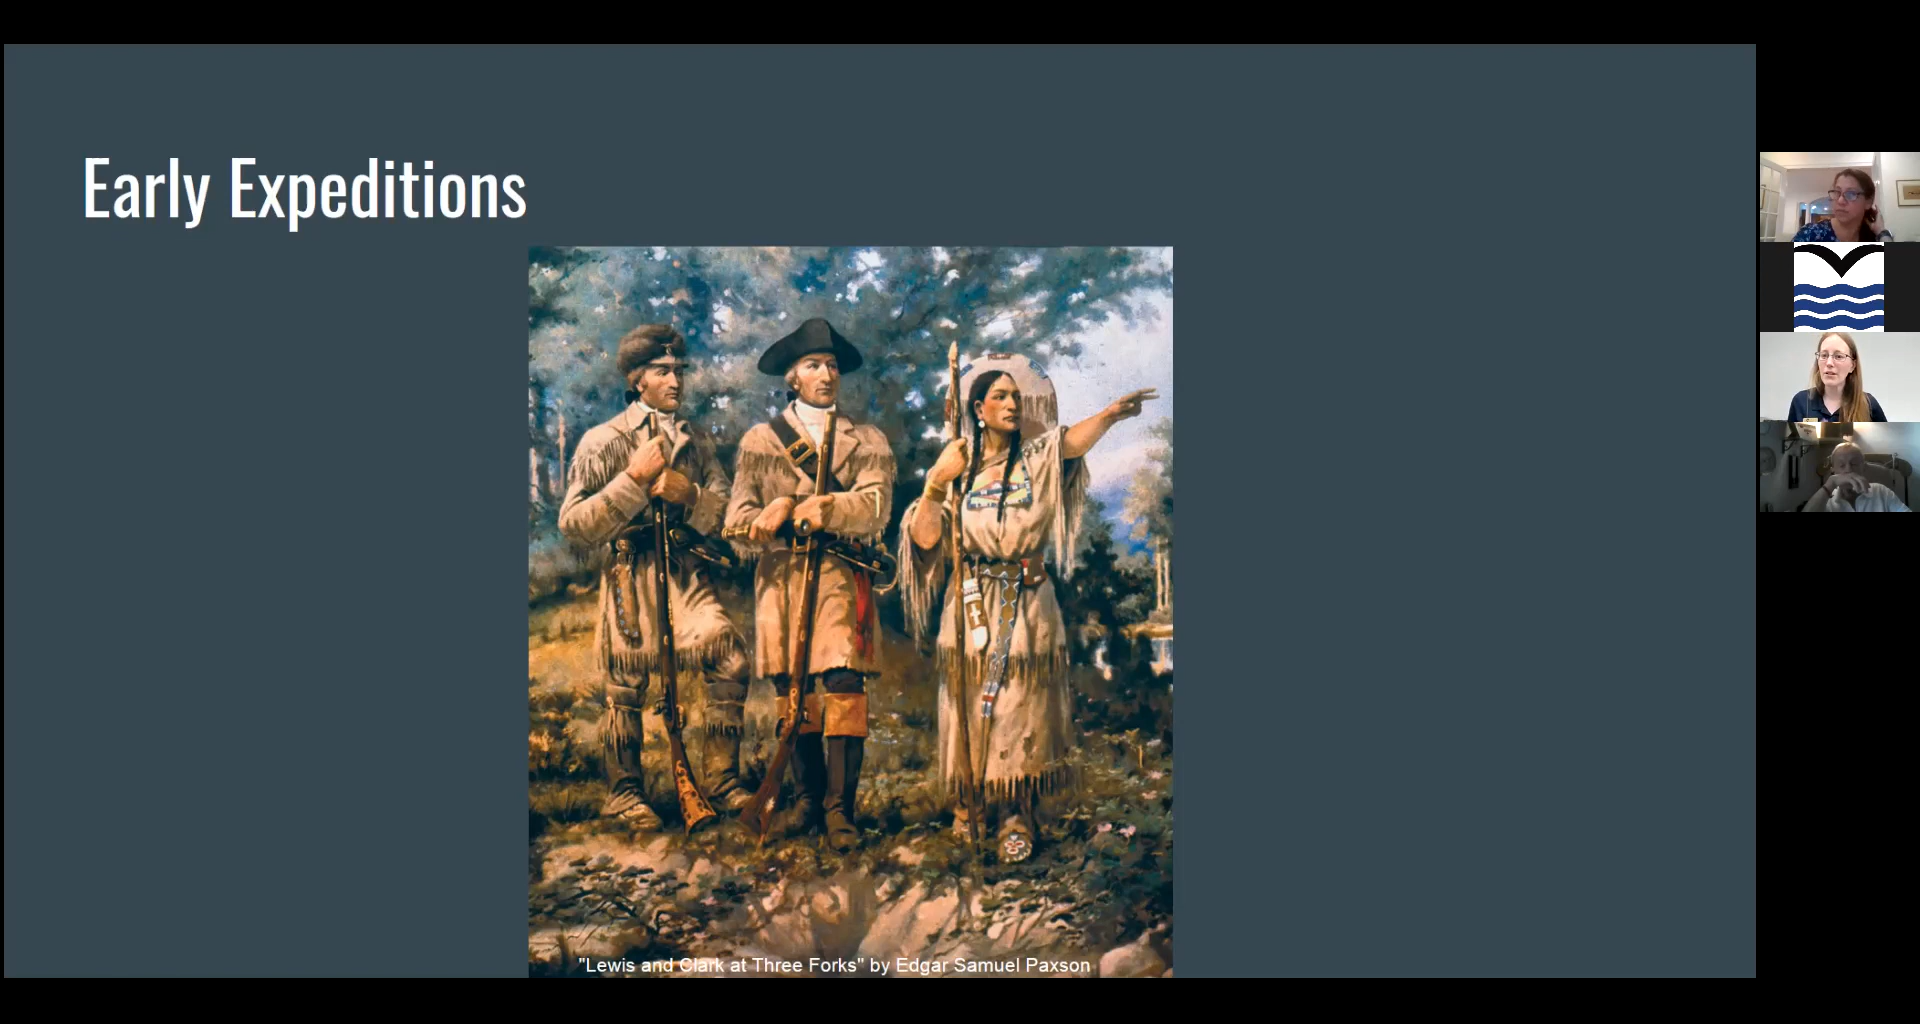 Early Expeditions
"Lewis and Clark at Three Forks" by Edgar Samuel Paxson